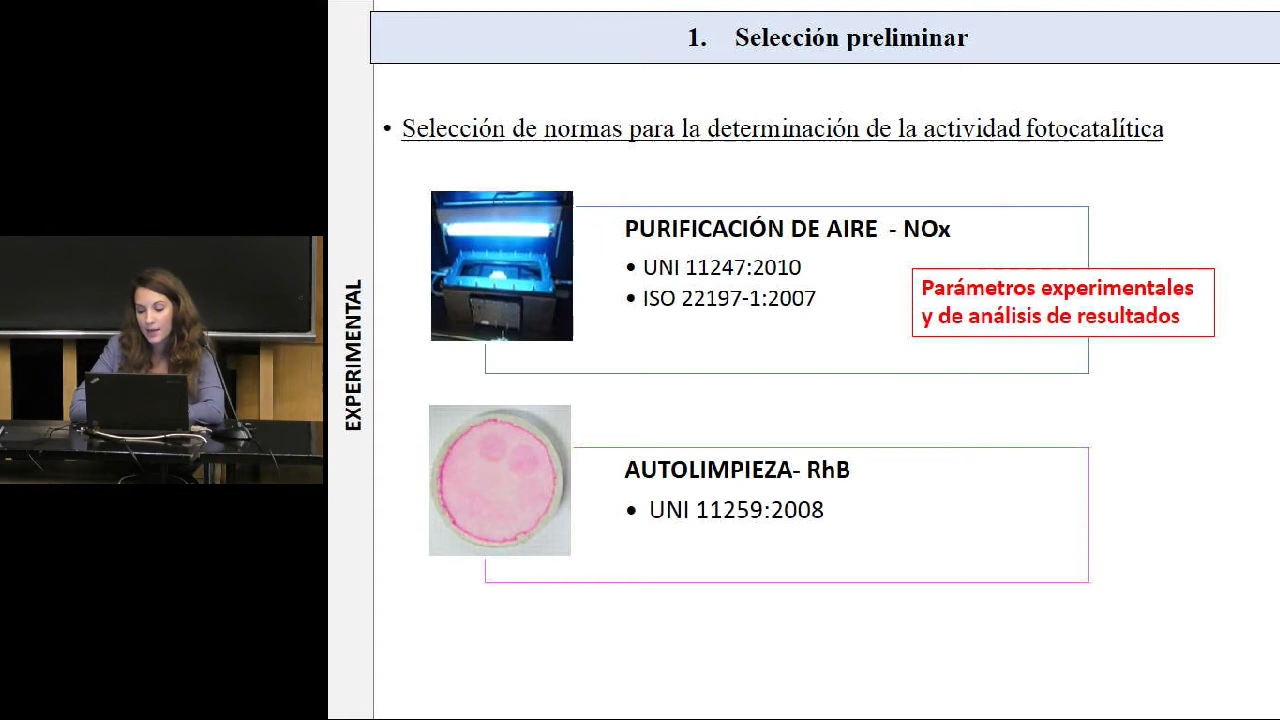 1. Selección preliminar
• Selección de normas para la determinación de la actividad fotocatalítica
EXPERIMENTAL
PURIFICACIÓN DE AIRE - NOx
• UNI 11247:2010
• ISO 22197-1:2007
Parámetros experimentales
y de análisis de resultados
AUTOLIMPIEZA- RhB
• UNI 11259:2008